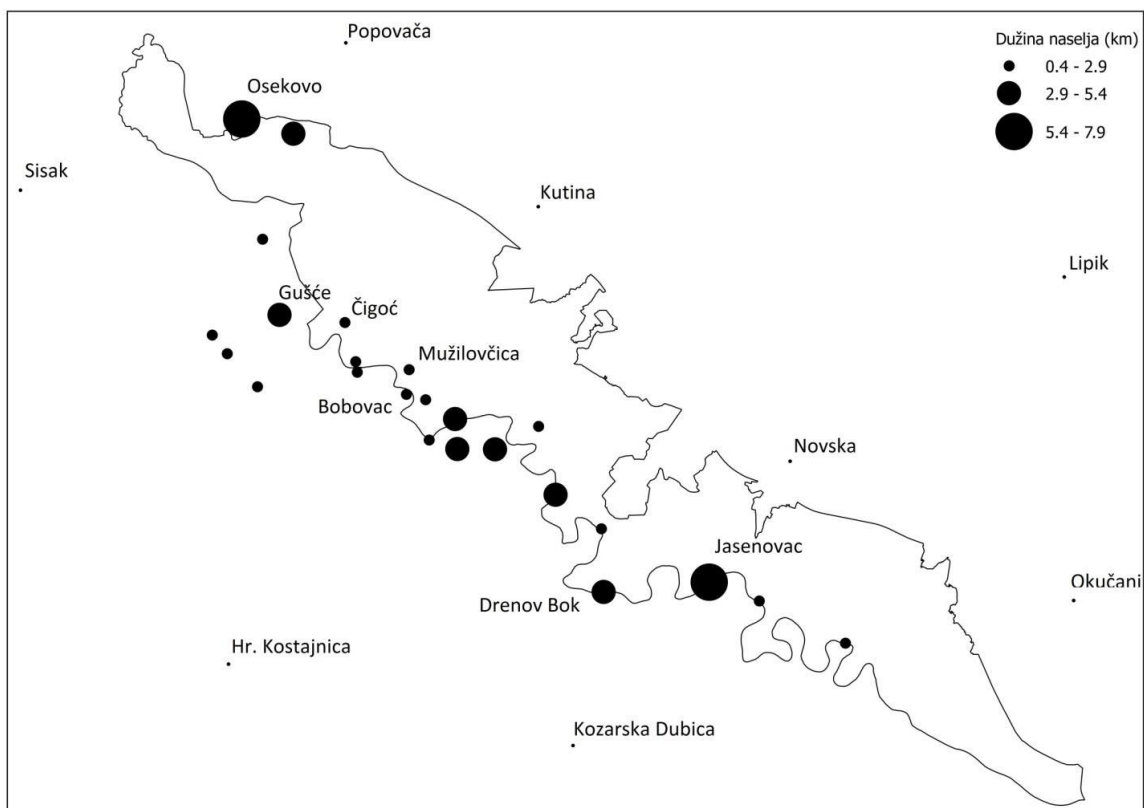 Popovača
Dužina naselja (km)
0.4 - 2.9
2.9 - 5.4
5.4 - 7.9
Osekovo
Sisak
Kutina
Lipik
Gušće
Čigoć
Mužilovčica
Bobovac
Novska
Jasenovac
Okučani
Drenov Bok
Hr. Kostajnica
Kozarska Dubica